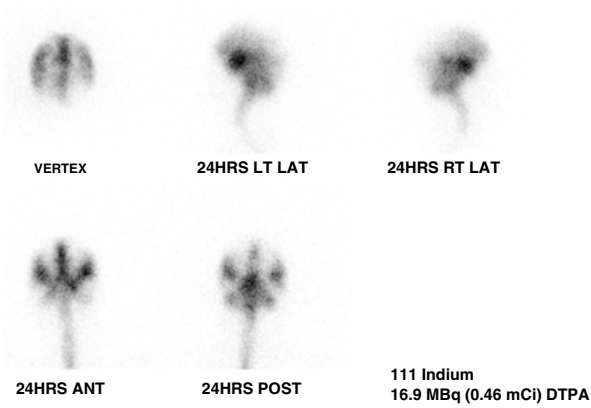 VERTEX
24HRS LT LAT
24HRS RT LAT
24HRS ANT
24HRS POST
111 Indium
16.9 MBq (0.46 mCi) DTPA